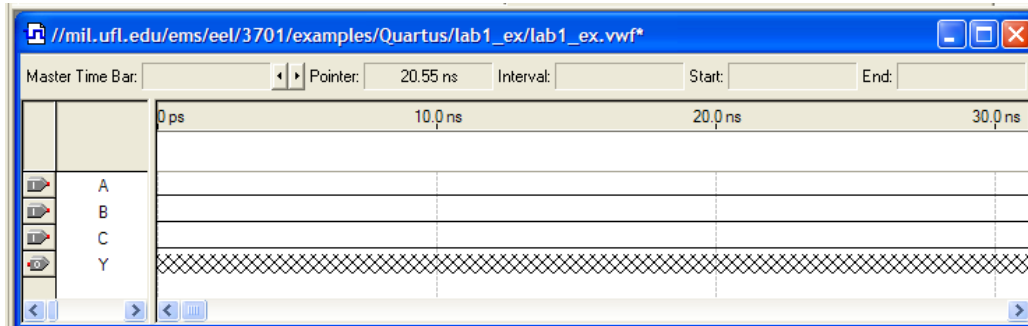 //mil.ufl.edu/ems/eel/3701/examples/Quartus/lab1_ex/lab1_ex.vwf*
Master Time Bar: Pointer: 20.55 ns Interval: Start: End:
0 ps 10.0 ns 20.0 ns 30.0 ns
A
B
C
Y